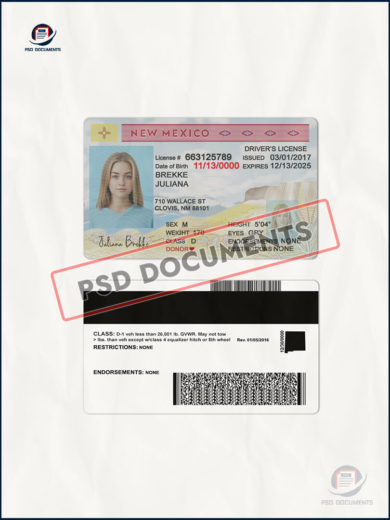 PSD DOCUMENTS
NEW MEXICO
DRIVER'S LICENSE
License # 663125789 ISSUED 03/01/2017
Date of Birth 11/13/0000 EXPIRES 12/13/2025
BREKKE
JULIANA
710 WALLACE ST
CLOVIS, NM 88101
SEX M HEIGHT 5'04"
WEIGHT 170 EYES GRY
CLASS D ENDORSEMENTS NONE
DONOR RESTRICTIONS NONE
Juliana Brekke
PSD DOCUMENTS
CLASS: D-1 veh less than 26,001 lb. GVWR. May not tow
> lbs. than veh except w/class 4 equalizer hitch or 5th wheel Rev. 01/05/2016
RESTRICTIONS: NONE
12/30/0000
ENDORSEMENTS: NONE
PSD DOCUMENTS